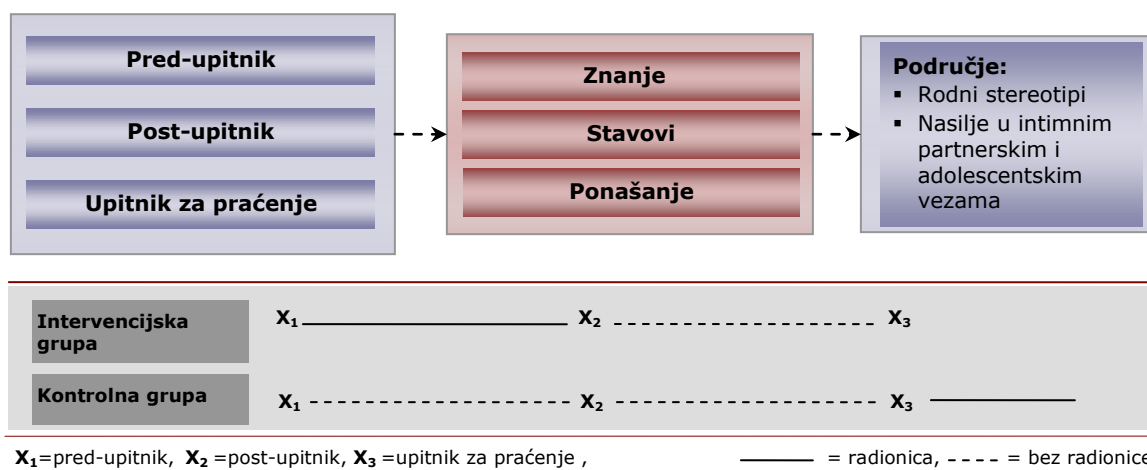 Pred-upitnik
Post-upitnik
Upitnik za praćenje
Znanje
Stavovi
Ponašanje
Područje:
▪ Rodni stereotipi
▪ Nasilje u intimnim
partnerskim i
adolescentskim
vezama
Intervencijska
grupa
X₁ X₂ X₃
Kontrolna grupa
X₁ X₂ X₃
X₁=pred-upitnik, X₂ =post-upitnik, X₃ =upitnik za praćenje , = radionica, ---- = bez radionice